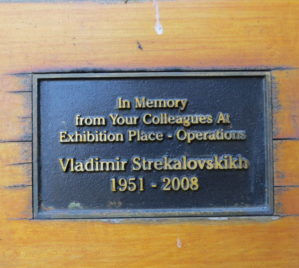 In Memory
from Your Colleagues At
Exhibition Place - Operations
Vladimir Strekalovskikh
1951 - 2008